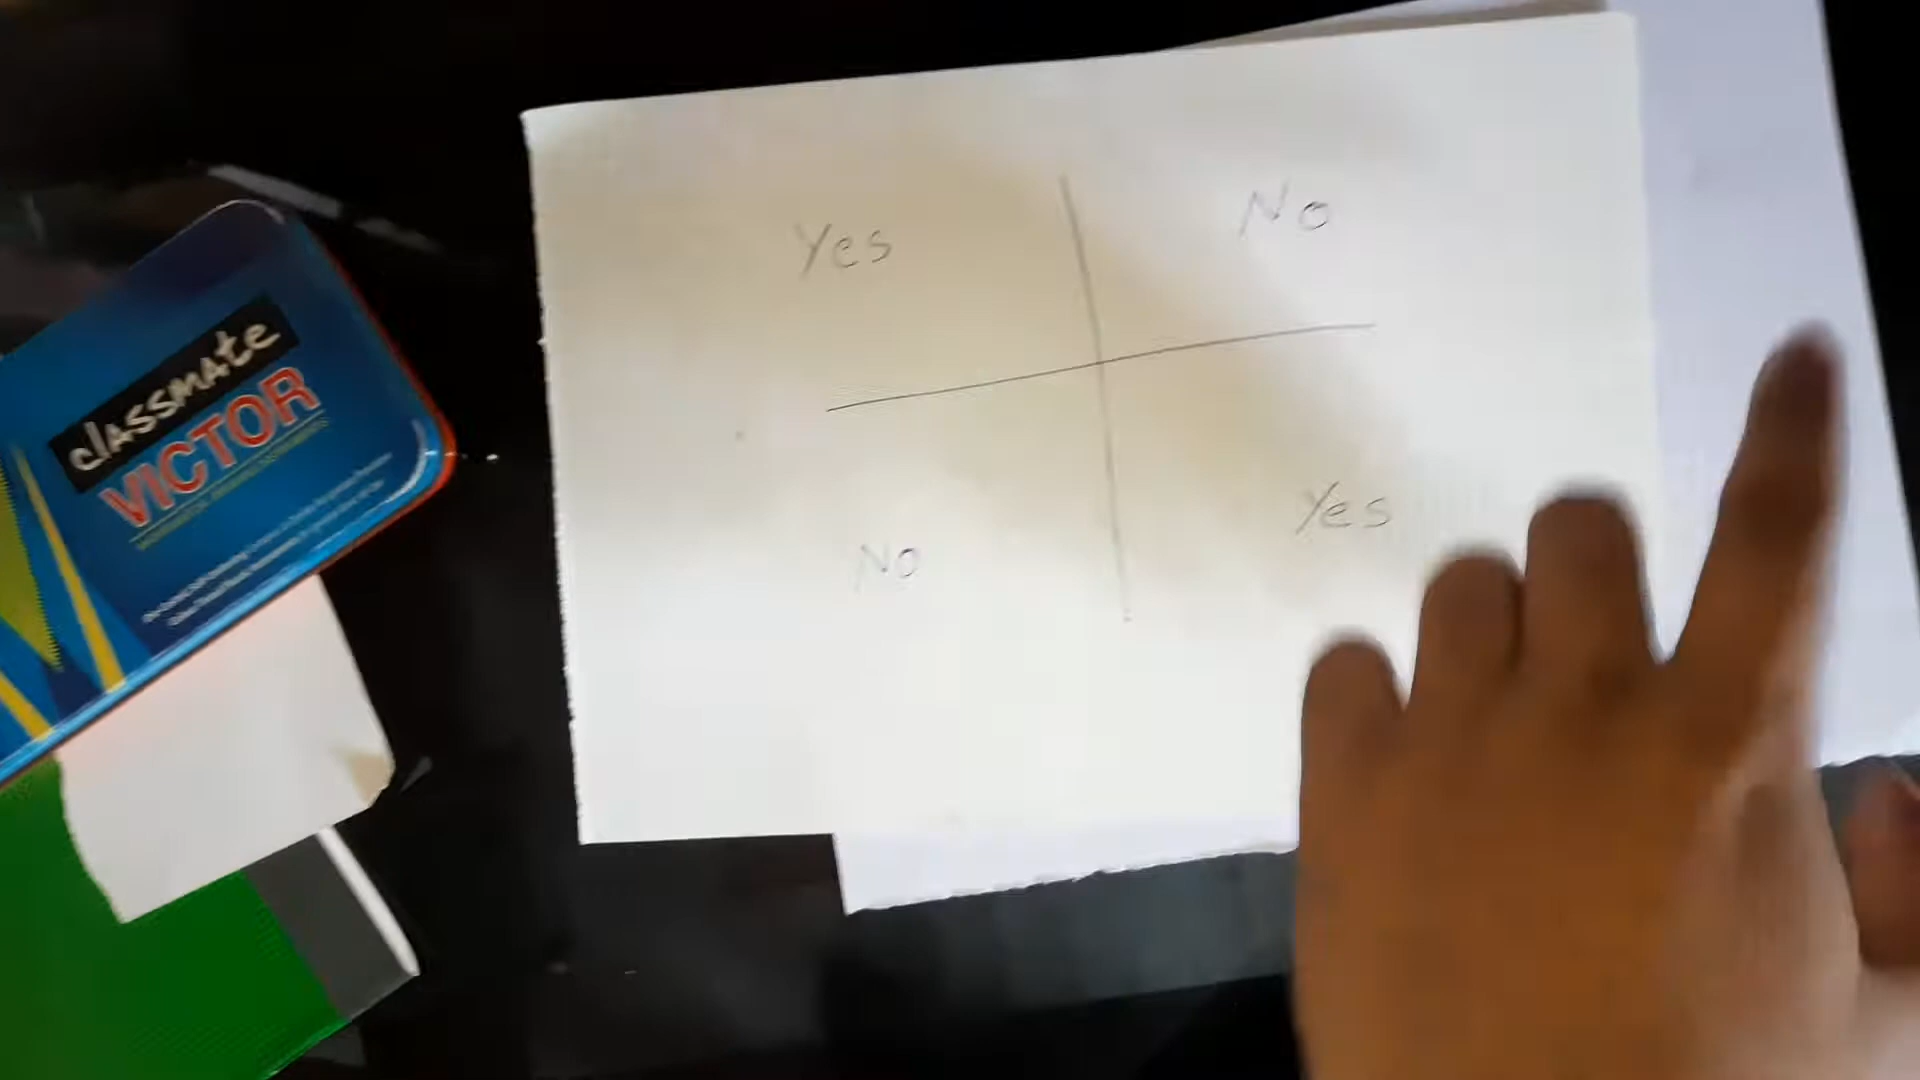 Yes
No
No
Yes
classmate
VICTOR